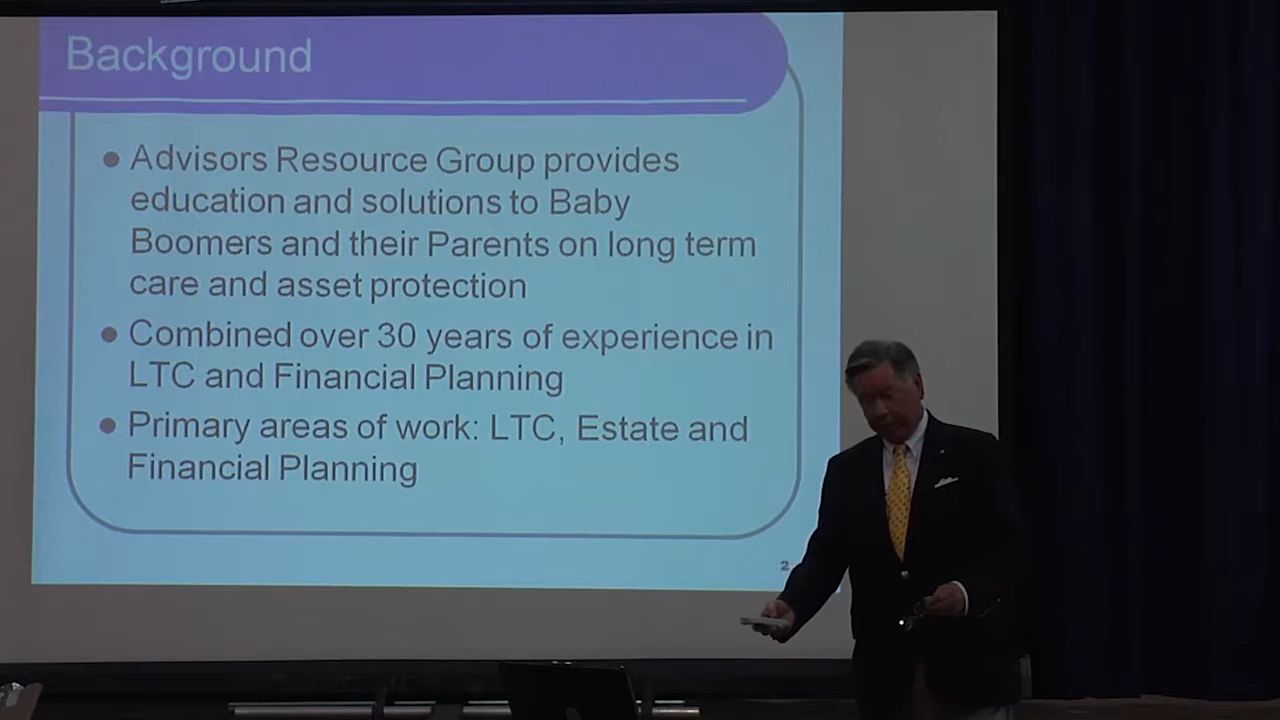 Background
Advisors Resource Group provides
education and solutions to Baby
Boomers and their Parents on long term
care and asset protection
Combined over 30 years of experience in
LTC and Financial Planning
Primary areas of work: LTC, Estate and
Financial Planning
2